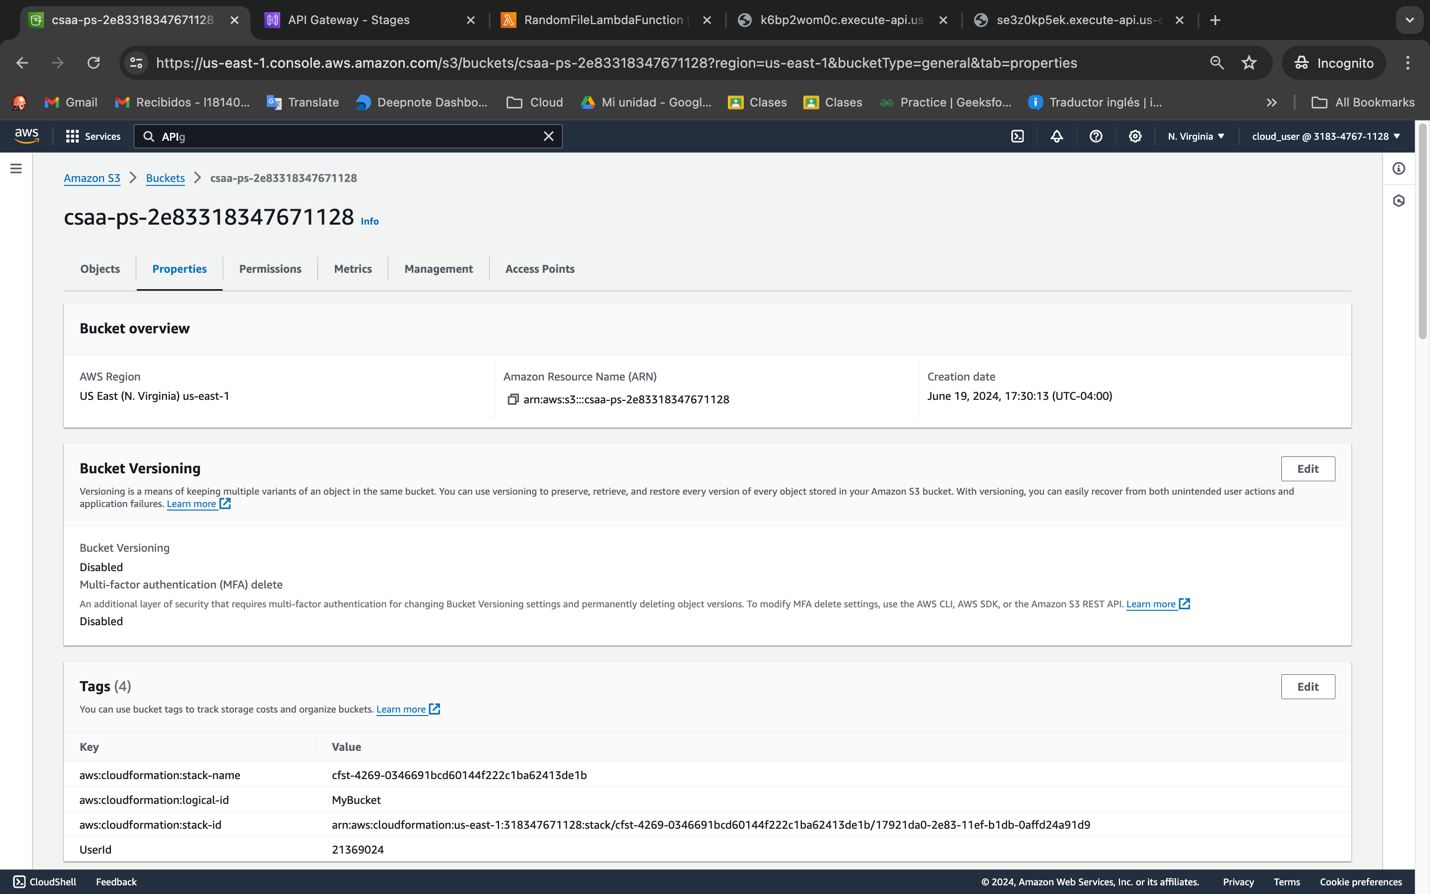 csaa-ps-2e83318347671128
API Gateway - Stages
RandomFileLambdaFunction
k6bp2wom0c.execute-api.us-
se3z0kp5ek.execute-api.us-e
https://us-east-1.console.aws.amazon.com/s3/buckets/csaa-ps-2e83318347671128?region=us-east-1&bucketType=general&tab=properties
Incognito
Gmail
Recibidos - l18140...
Translate
Deepnote Dashbo...
Cloud
Mi unidad - Googl...
Clases
Clases
Practice | Geeksfo...
Traductor inglés | i...
All Bookmarks
aws
Services
APIg
N. Virginia
cloud_user @ 3183-4767-1128
Amazon S3
Buckets
csaa-ps-2e83318347671128
csaa-ps-2e83318347671128 Info
Objects
Properties
Permissions
Metrics
Management
Access Points
Bucket overview
AWS Region
US East (N. Virginia) us-east-1
Amazon Resource Name (ARN)
arn:aws:s3:::csaa-ps-2e83318347671128
Creation date
June 19, 2024, 17:30:13 (UTC-04:00)
Bucket Versioning
Edit
Versioning is a means of keeping multiple variants of an object in the same bucket. You can use versioning to preserve, retrieve, and restore every version of every object stored in your Amazon S3 bucket. With versioning, you can easily recover from both unintended user actions and
application failures. Learn more
Bucket Versioning
Disabled
Multi-factor authentication (MFA) delete
An additional layer of security that requires multi-factor authentication for changing Bucket Versioning settings and permanently deleting object versions. To modify MFA delete settings, use the AWS CLI, AWS SDK, or the Amazon S3 REST API. Learn more
Disabled
Tags (4)
Edit
You can use bucket tags to track storage costs and organize buckets. Learn more
Key
Value
aws:cloudformation:stack-name
cfst-4269-0346691bcd60144f222c1ba62413de1b
aws:cloudformation:logical-id
MyBucket
aws:cloudformation:stack-id
arn:aws:cloudformation:us-east-1:318347671128:stack/cfst-4269-0346691bcd60144f222c1ba62413de1b/17921da0-2e83-11ef-b1db-0affd24a91d9
UserId
21369024
CloudShell
Feedback
© 2024, Amazon Web Services, Inc. or its affiliates.
Privacy
Terms
Cookie preferences